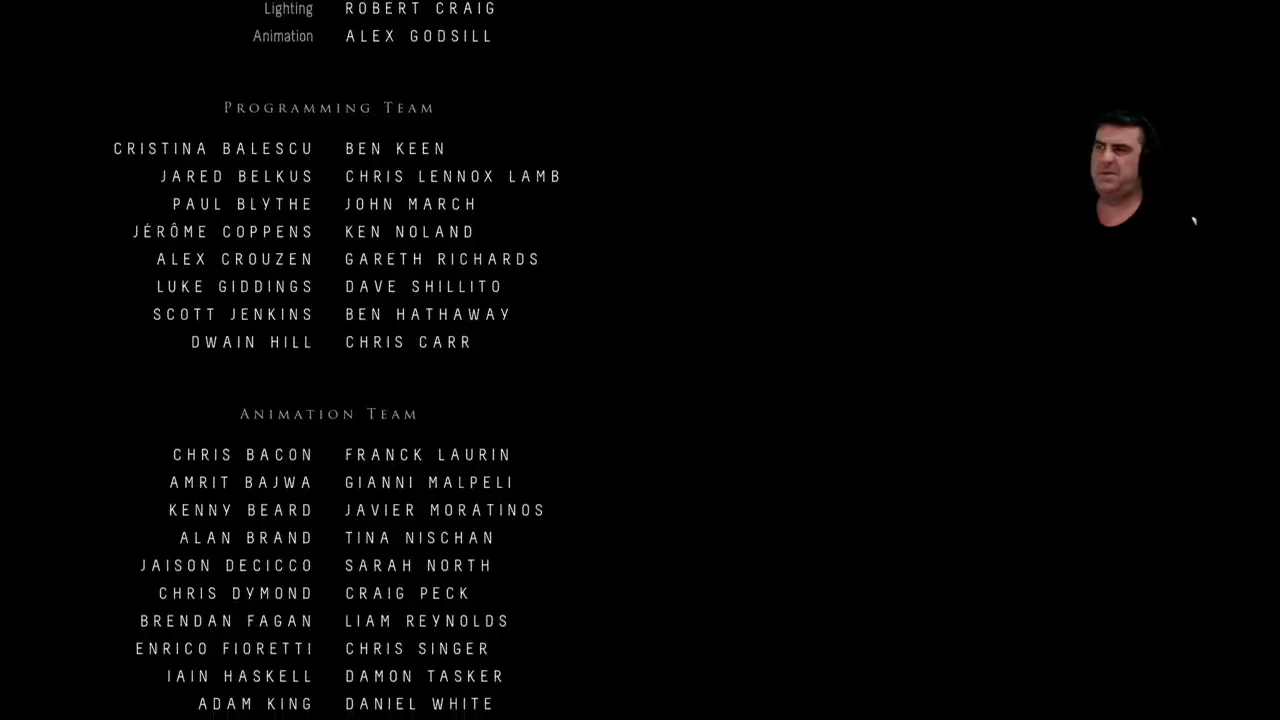 Lighting ROBERT CRAIG
Animation ALEX GODSILL
PROGRAMMING TEAM
CRISTINA BALESCU BEN KEEN
JARED BELKUS CHRIS LENNOX LAMB
PAUL BLYTHE JOHN MARCH
JÉRÔME COPPENS KEN NOLAND
ALEX CROUZEN GARETH RICHARDS
LUKE GIDDINGS DAVE SHILLITO
SCOTT JENKINS BEN HATHAWAY
DWAIN HILL CHRIS CARR
ANIMATION TEAM
CHRIS BACON FRANCK LAURIN
AMRIT BAJWA GIANNI MALPELI
KENNY BEARD JAVIER MORATINOS
ALAN BRAND TINA NISCHAN
JAISON DECICCO SARAH NORTH
CHRIS DYMOND CRAIG PECK
BRENDAN FAGAN LIAM REYNOLDS
ENRICO FIORETTI CHRIS SINGER
IAIN HASKELL DAMON TASKER
ADAM KING DANIEL WHITE